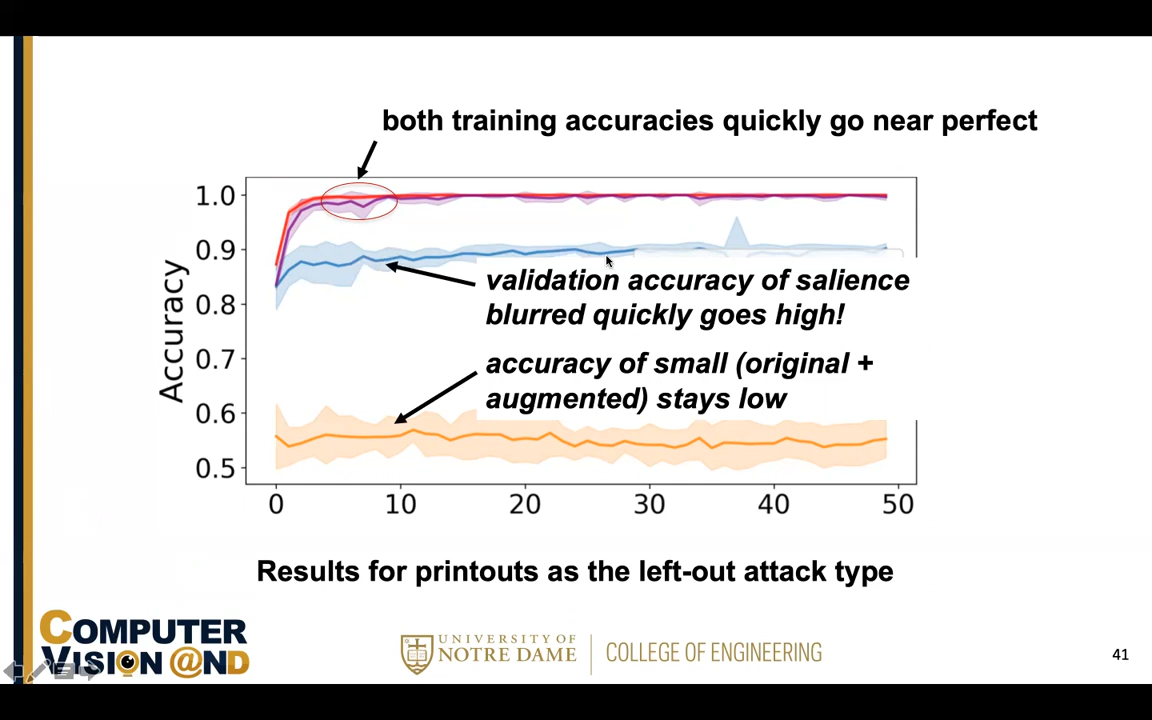 both training accuracies quickly go near perfect
1.0
0.9
0.8
0.7
0.6
0.5
Accuracy
validation accuracy of salience
blurred quickly goes high!
accuracy of small (original +
augmented) stays low
0 10 20 30 40 50
Results for printouts as the left-out attack type
COMPUTER
VISION @ND
UNIVERSITY OF
NOTRE DAME
COLLEGE OF ENGINEERING
41